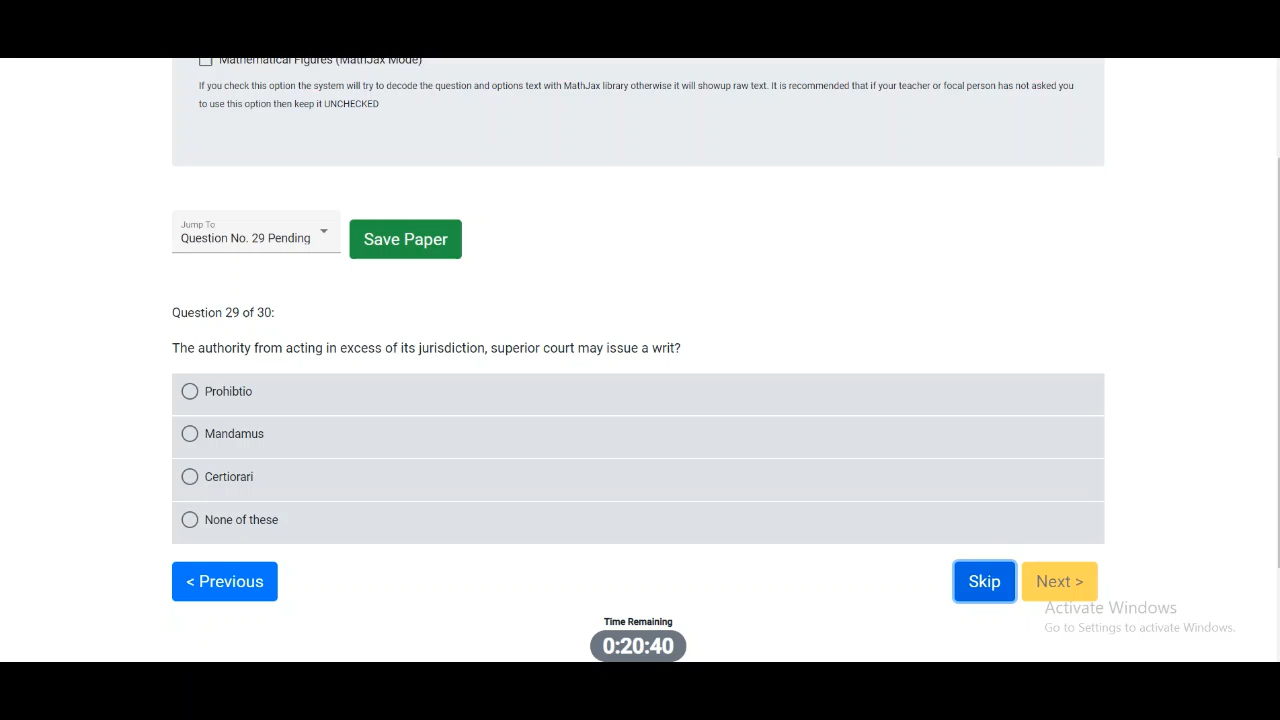 Mathematical Figures (MathJax Mode)
If you check this option the system will try to decode the question and options text with MathJax library otherwise it will showup raw text. It is recommended that if your teacher or focal person has not asked you
to use this option then keep it UNCHECKED
Jump To
Question No. 29 Pending
Save Paper
Question 29 of 30:
The authority from acting in excess of its jurisdiction, superior court may issue a writ?
Prohibtio
Mandamus
Certiorari
None of these
< Previous
Skip
Next >
Activate Windows
Go to Settings to activate Windows.
Time Remaining
0:20:40